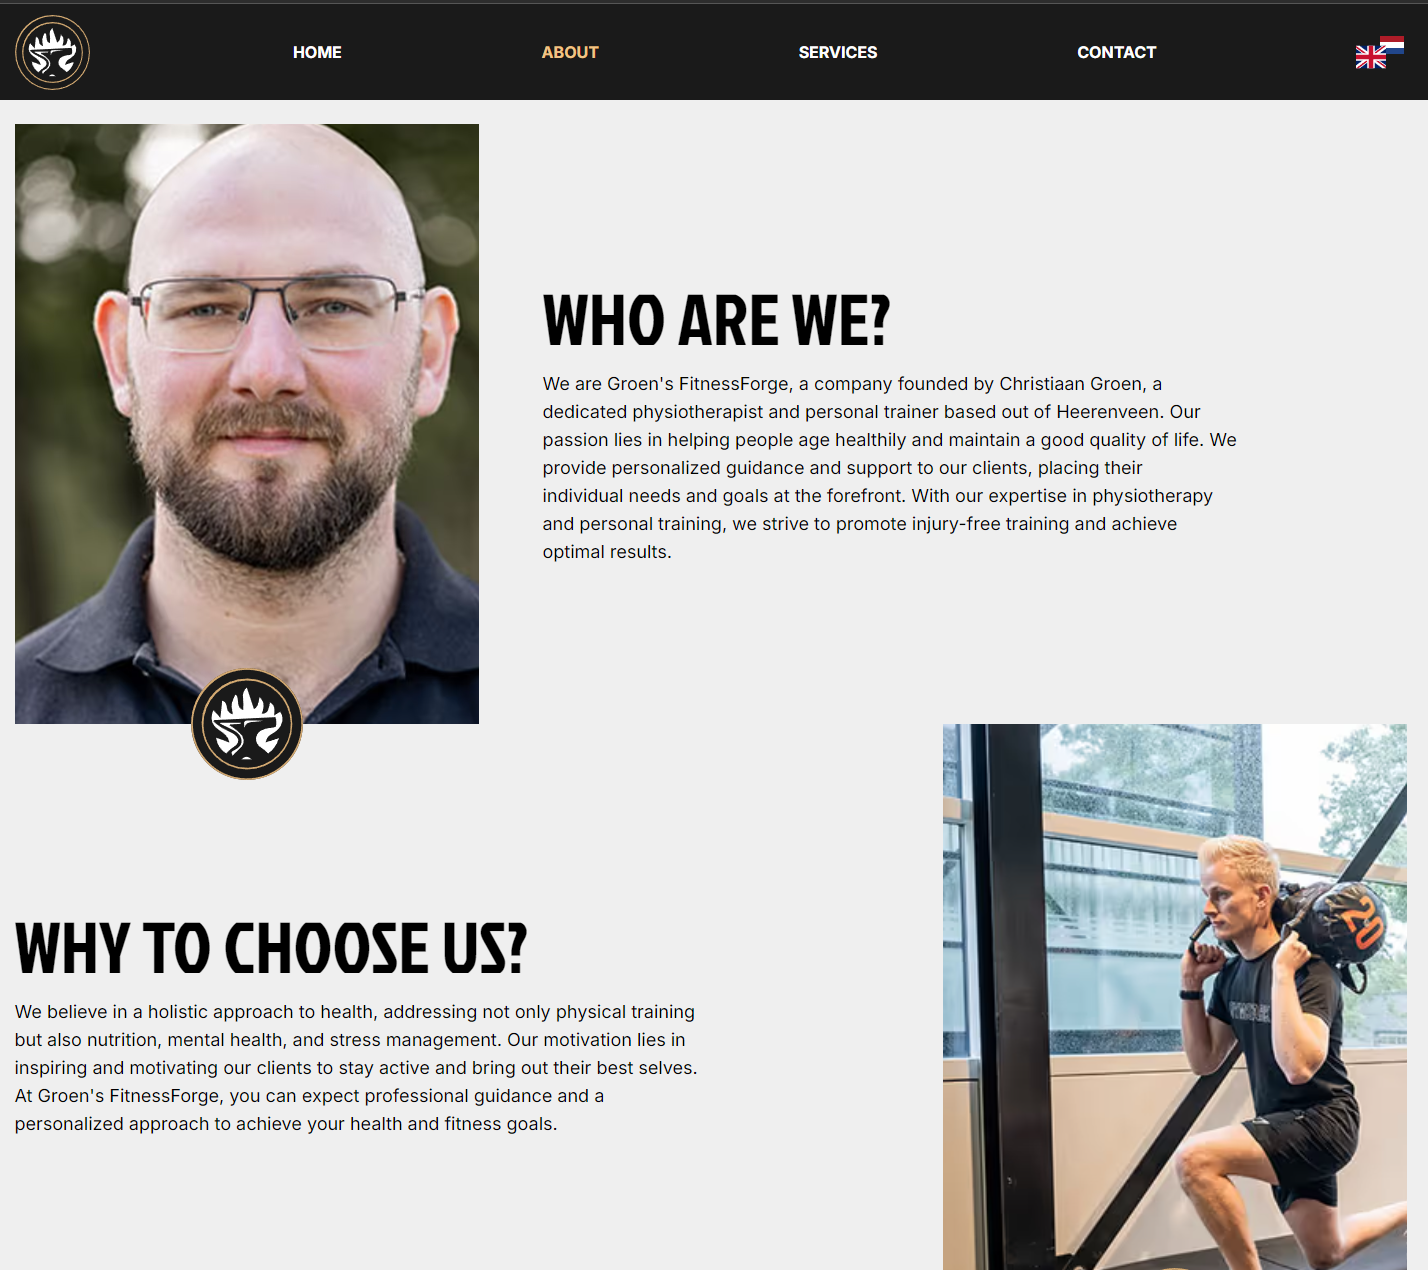 HOME
ABOUT
SERVICES
CONTACT
WHO ARE WE?
We are Groen's FitnessForge, a company founded by Christiaan Groen, a
dedicated physiotherapist and personal trainer based out of Heerenveen. Our
passion lies in helping people age healthily and maintain a good quality of life. We
provide personalized guidance and support to our clients, placing their
individual needs and goals at the forefront. With our expertise in physiotherapy
and personal training, we strive to promote injury-free training and achieve
optimal results.
20
WHY TO CHOOSE US?
We believe in a holistic approach to health, addressing not only physical training
but also nutrition, mental health, and stress management. Our motivation lies in
inspiring and motivating our clients to stay active and bring out their best selves.
At Groen's FitnessForge, you can expect professional guidance and a
personalized approach to achieve your health and fitness goals.